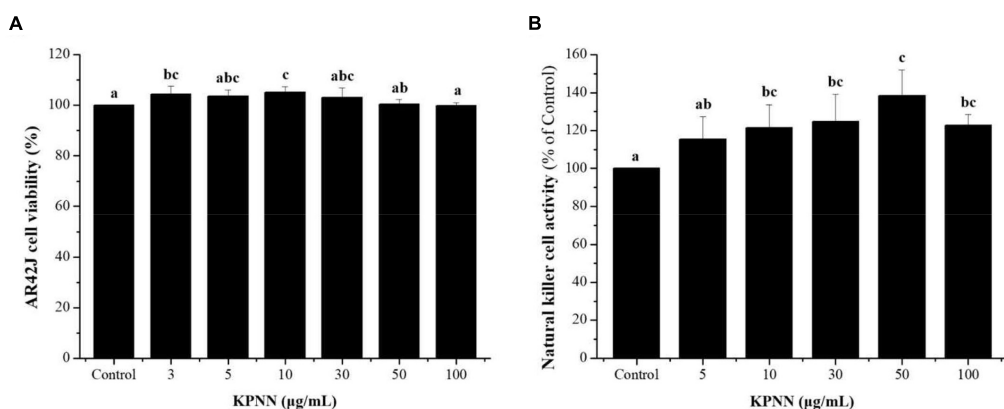 A
AR42J cell viability (%)
120
100
80
60
40
20
0
a
bc
abc
c
abc
ab
a
Control 3 5 10 30 50 100
KPNN (µg/mL)
B
Natural killer cell activity (% of Control)
160
140
120
100
80
60
40
20
0
a
ab
bc
bc
c
bc
Control 5 10 30 50 100
KPNN (µg/mL)